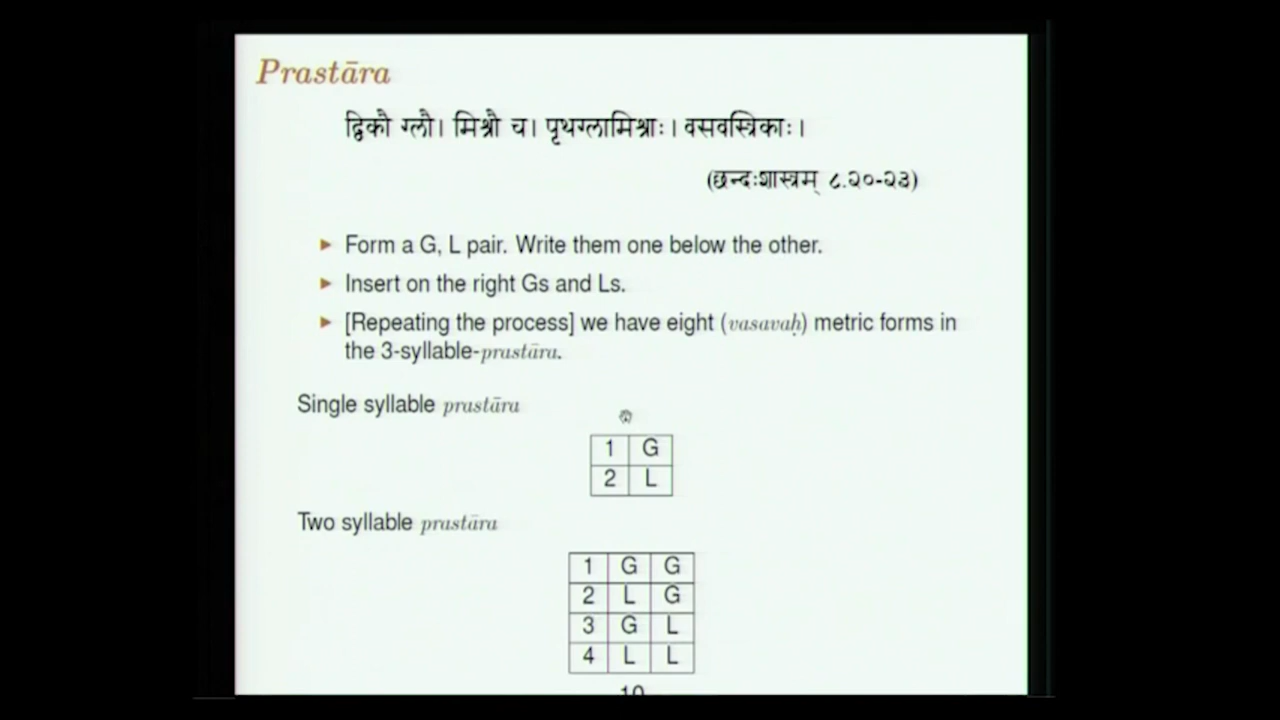 Prastāra
द्विकौ ग्लौ। मिश्रौ च। पृथग्लामिश्राः। वसवस्त्रिकाः।
(छन्दःशास्त्रम् ८.२०-२३)
► Form a G, L pair. Write them one below the other.
► Insert on the right Gs and Ls.
► [Repeating the process] we have eight (vasavaḥ) metric forms in
the 3-syllable-prastāra.
Single syllable prastāra
1 G
2 L
Two syllable prastāra
1 G G
2 L G
3 G L
4 L L
10